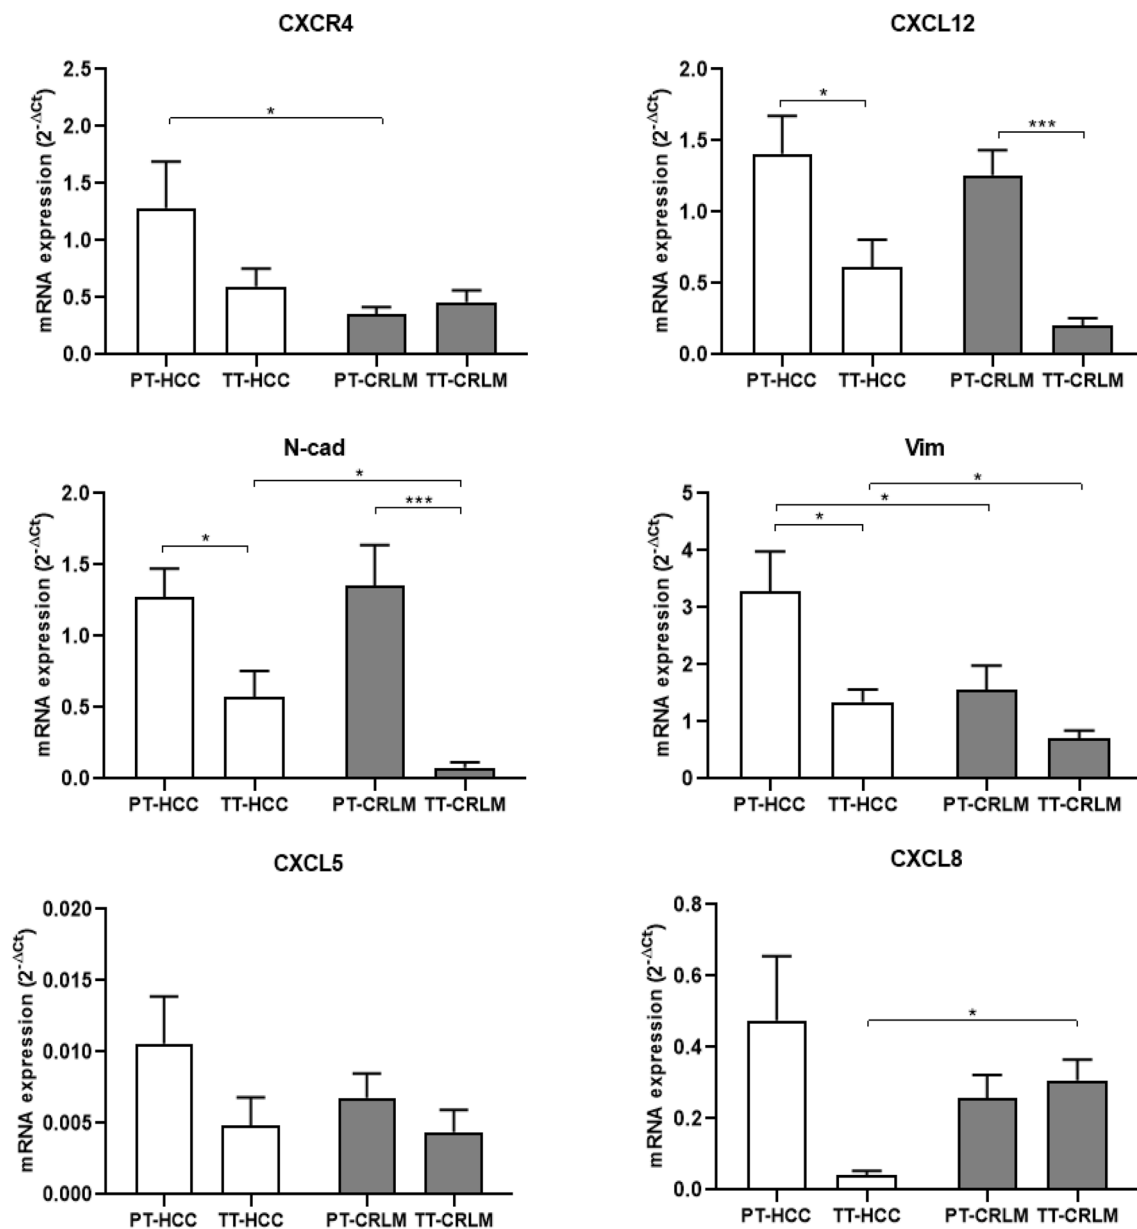 CXCR4
mRNA expression (2^-ΔCt)
2.5
2.0
1.5
1.0
0.5
0.0
*
PT-HCC TT-HCC PT-CRLM TT-CRLM
CXCL12
mRNA expression (2^-ΔCt)
2.0
1.5
1.0
0.5
0.0
*
***
PT-HCC TT-HCC PT-CRLM TT-CRLM
N-cad
mRNA expression (2^-ΔCt)
2.0
1.5
1.0
0.5
0.0
*
***
*
PT-HCC TT-HCC PT-CRLM TT-CRLM
Vim
mRNA expression (2^-ΔCt)
5
4
3
2
1
0
*
*
*
PT-HCC TT-HCC PT-CRLM TT-CRLM
CXCL5
mRNA expression (2^-ΔCt)
0.020
0.015
0.010
0.005
0.000
PT-HCC TT-HCC PT-CRLM TT-CRLM
CXCL8
mRNA expression (2^-ΔCt)
0.8
0.6
0.4
0.2
0.0
*
PT-HCC TT-HCC PT-CRLM TT-CRLM